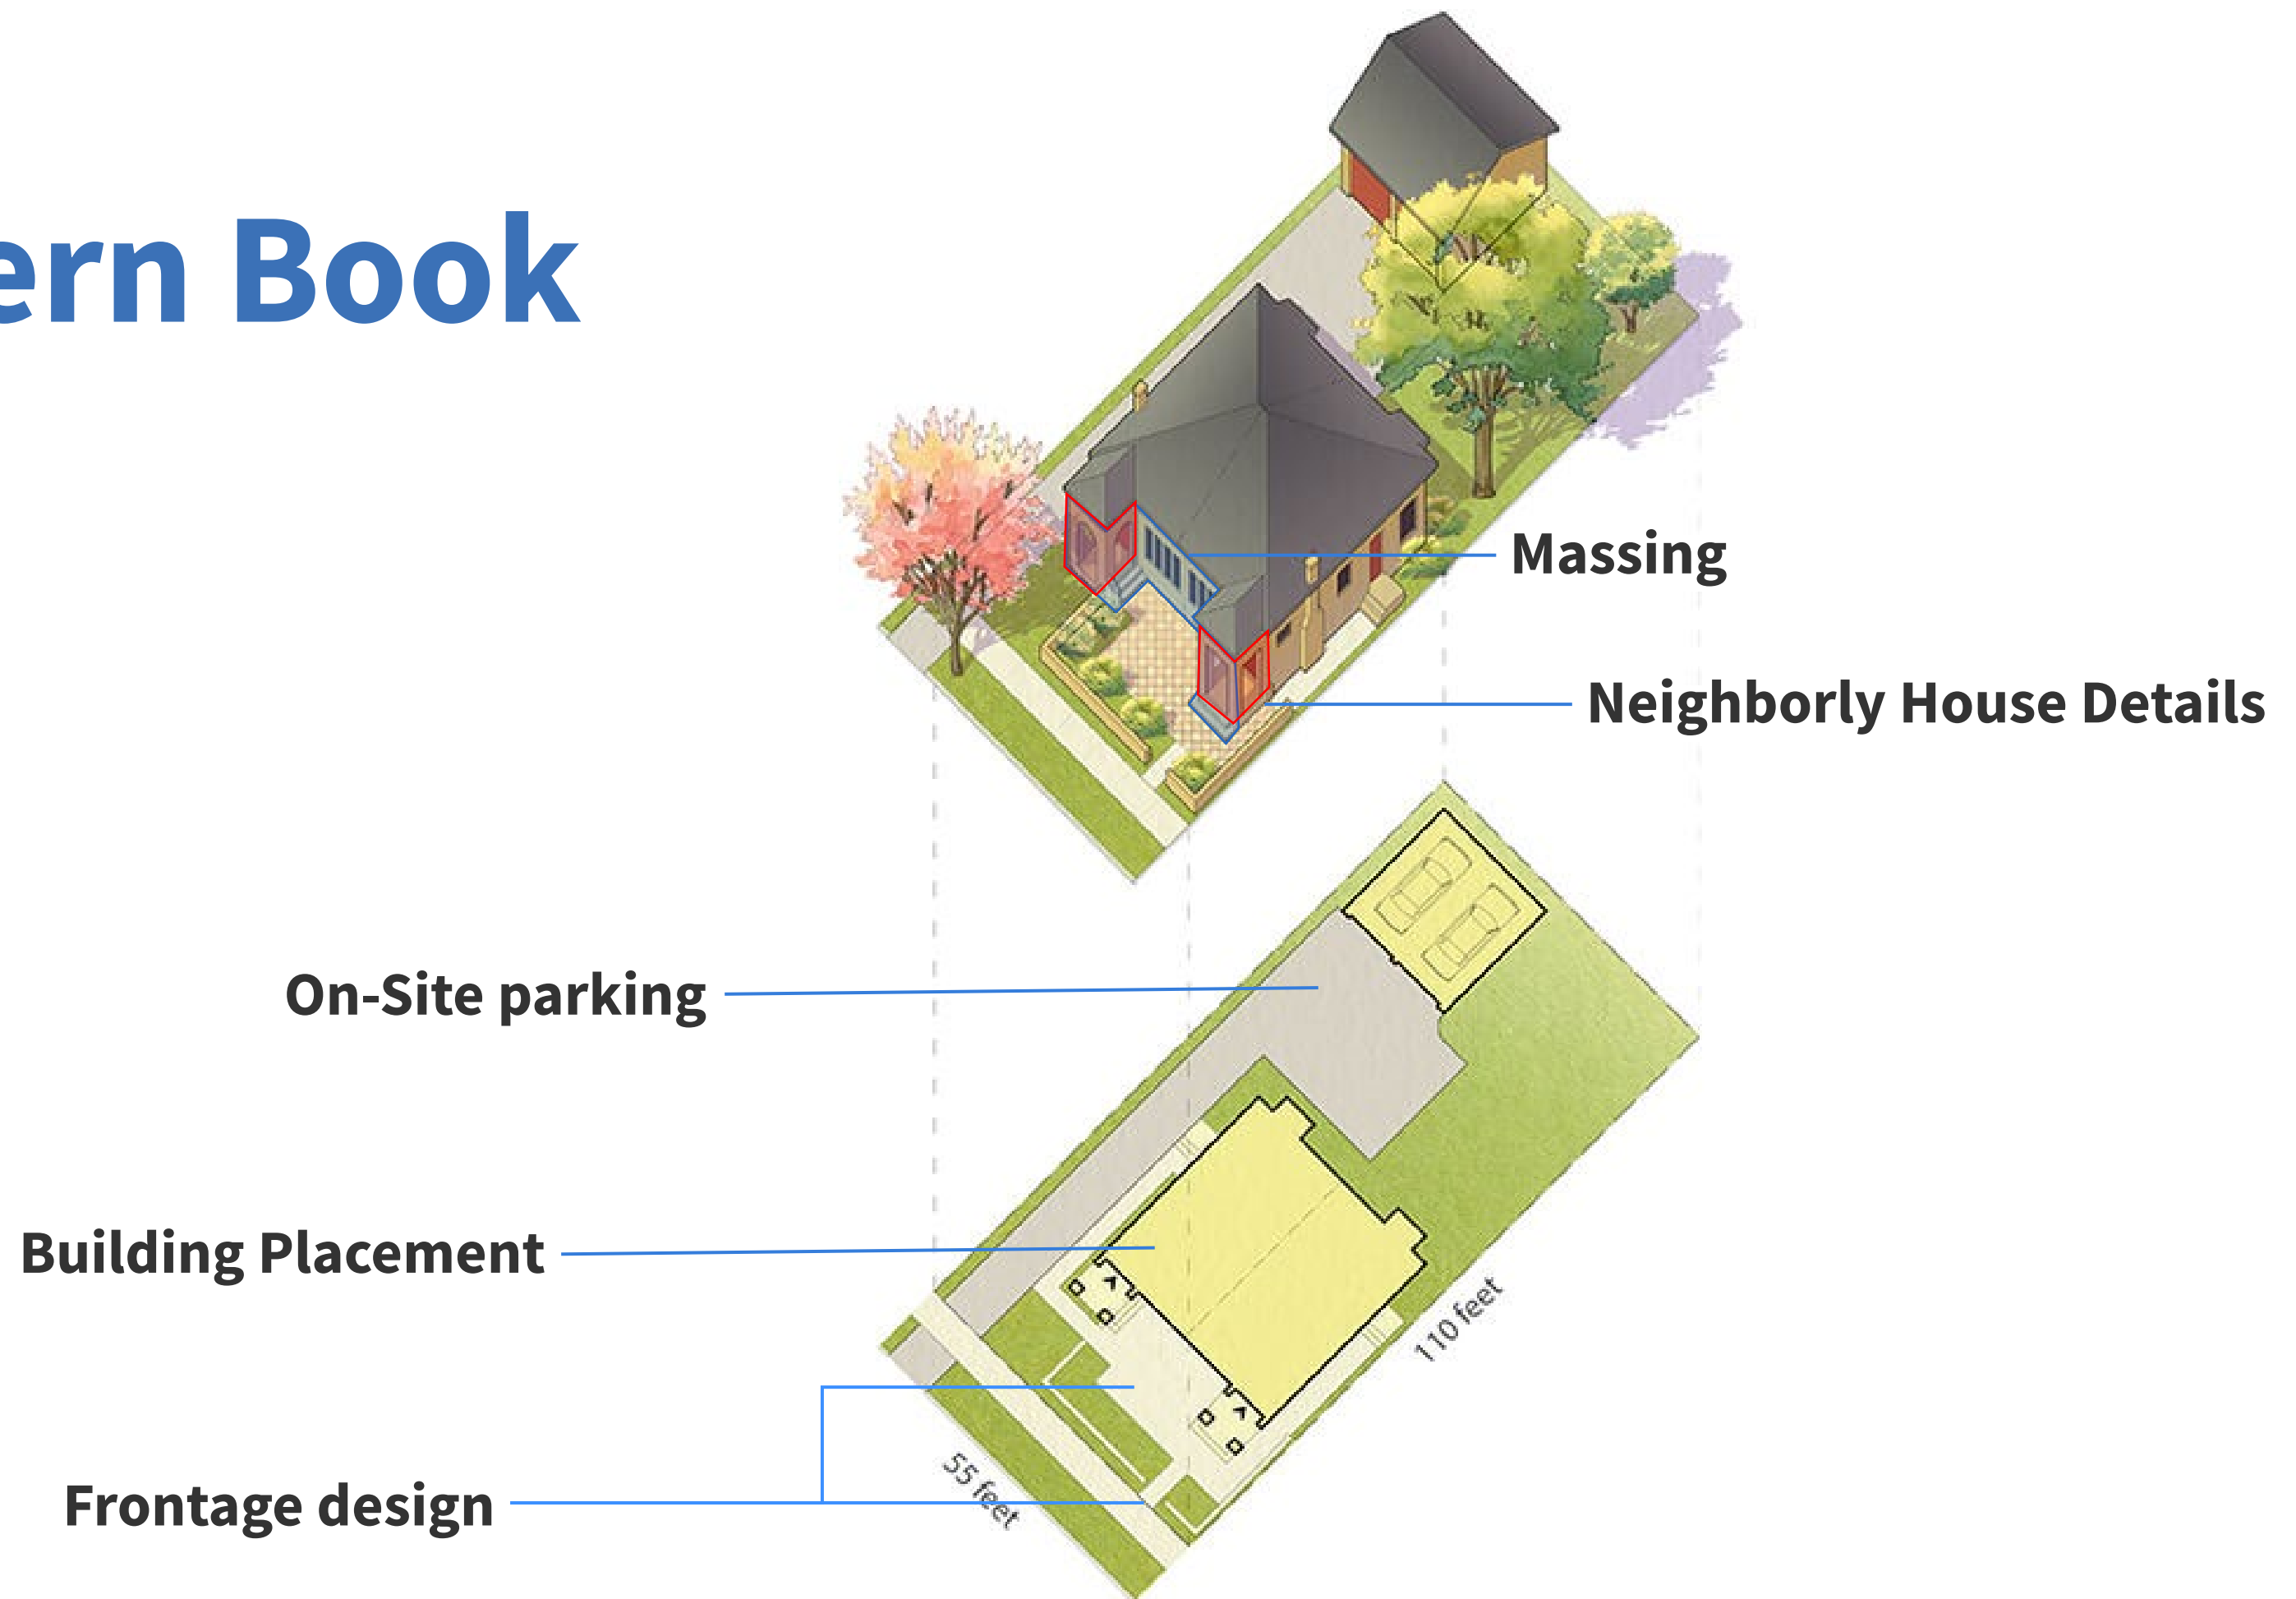 ern Book
Massing
Neighborly House Details
On-Site parking
Building Placement
110 feet
Frontage design
55 feet